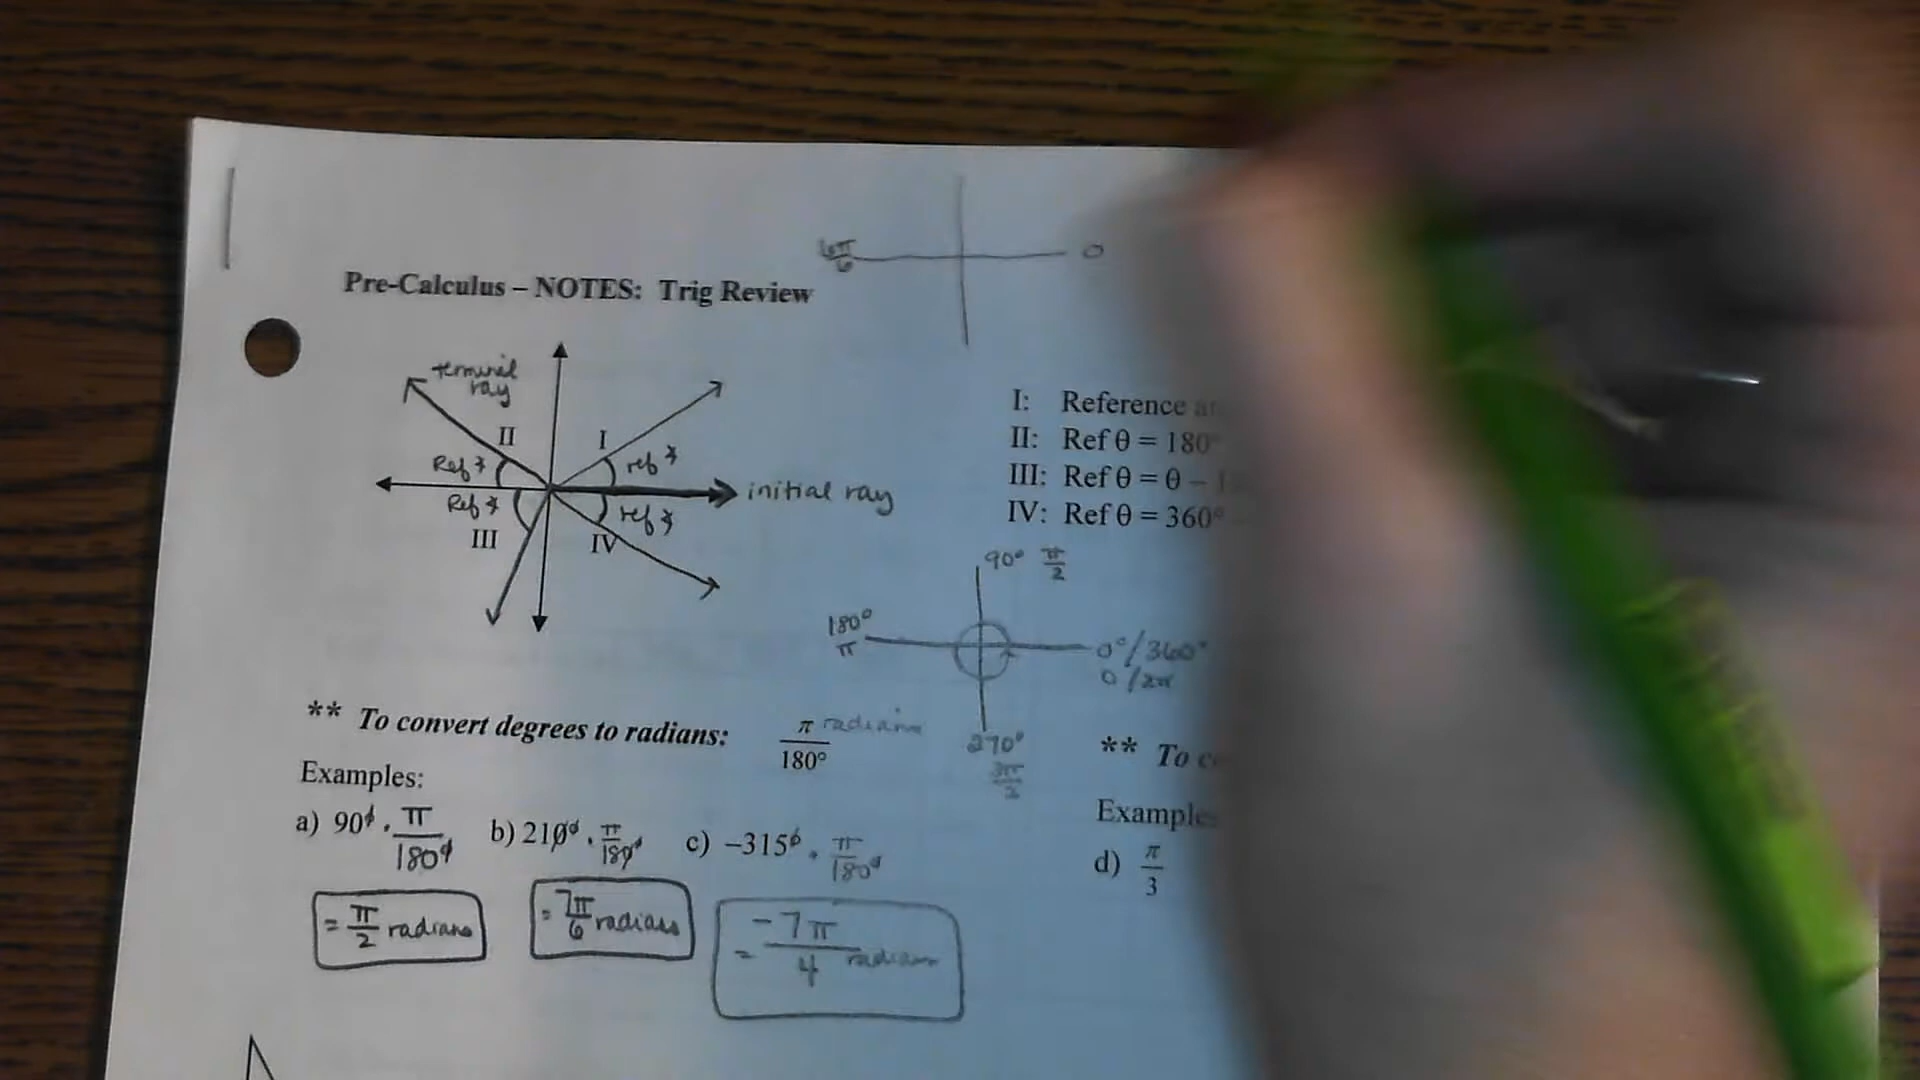 6π/6 0
Pre-Calculus – NOTES: Trig Review
terminal
ray
II I
Ref ∡ ref ∡
initial ray
Ref ∡ ref ∡
III IV
I: Reference
II: Ref θ = 180°
III: Ref θ = θ –
IV: Ref θ = 360°
90° π/2
180°
π
0°/360°
0/2π
270°
3π/2
** To convert degrees to radians: π radians/180°
** To
Examples:
a) 90° · π/180° b) 210° · π/180° c) –315° · π/180°
= π/2 radians = 7π/6 radians = -7π/4 radians
d) π/3